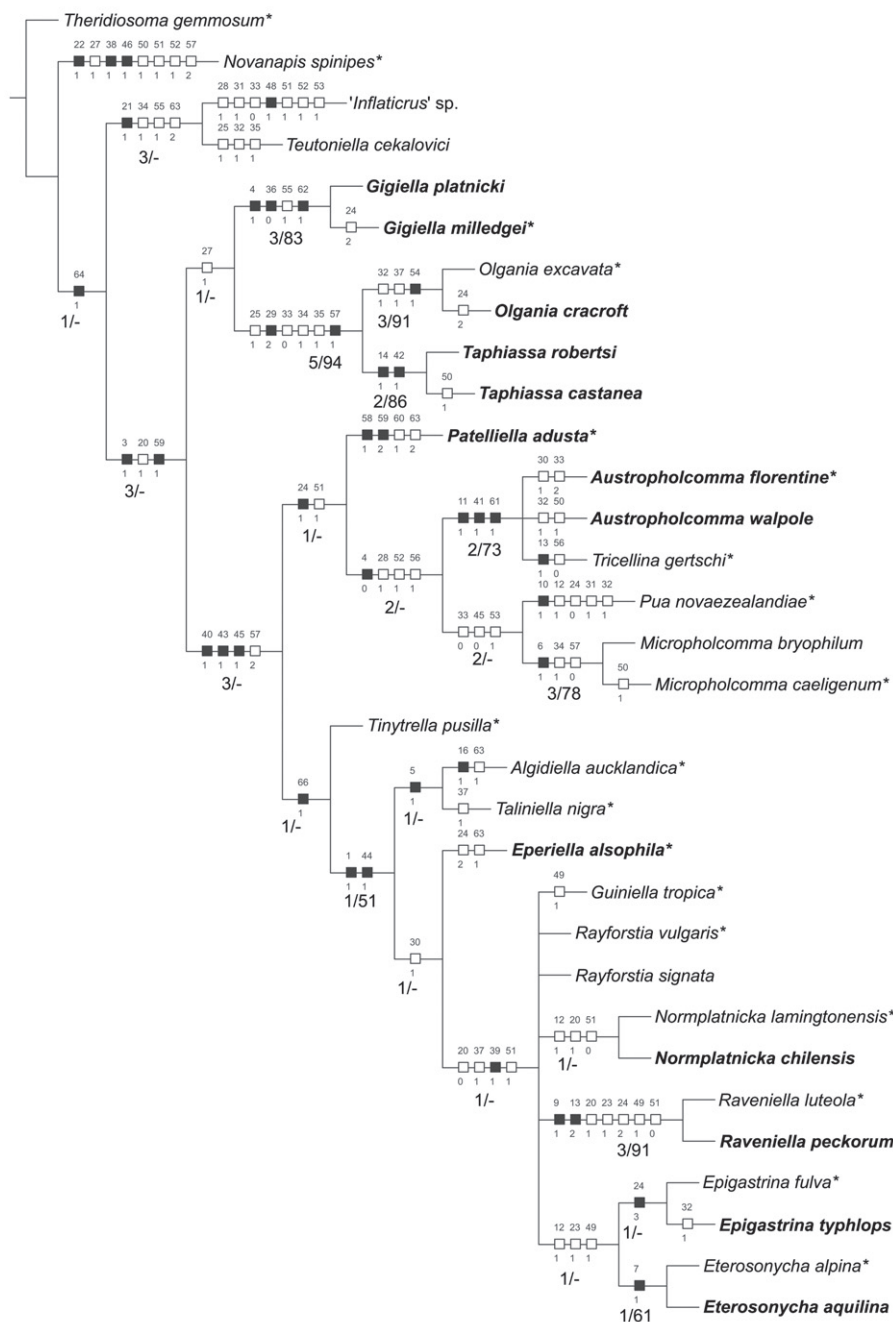 Theridiosoma gemmosum*
22 27 38 46 50 51 52 57
Novanapis spinipes*
1 1 1 1 1 1 1 2
28 31 33 48 51 52 53
'Inflaticrus' sp.
1 1 0 1 1 1 1
21 34 55 63
1 1 1 2
3/-
25 32 35
Teutoniella cekalovici
1 1 1
Gigiella platnicki
4 36 55 62
1 0 1 1
3/83
24
Gigiella milledgei*
2
27
1
1/-
64
1
1/-
32 37 54
1 1 1
3/91
Olgania excavata*
24
Olgania cracroft
2
25 29 33 34 35 57
1 2 0 1 1 1
5/94
Taphiassa robertsi
14 42
1 1
2/86
50
Taphiassa castanea
1
58 59 60 63
Patelliella adusta*
1 2 1 2
3 20 59
1 1 1
3/-
30 33
Austropholcomma florentine*
1 2
24 51
1 1
1/-
11 41 61
1 1 1
2/73
32 50
Austropholcomma walpole
1 1
13 56
Tricellina gertschi*
1 0
4 28 52 56
0 1 1 1
2/-
10 12 24 31 32
Pua novaezealandiae*
1 1 0 1 1
33 45 53
0 0 1
2/-
Micropholcomma bryophilum
6 34 57
1 1 0
3/78
50
Micropholcomma caeligenum*
1
40 43 45 57
1 1 1 2
3/-
Tinytrella pusilla*
16 63
Algidiella aucklandica*
1 1
5
1
1/-
66
1
1/-
37
Taliniella nigra*
1
24 63
Eperiella alsophila*
2 1
1 44
1 1
1/51
49
Guiniella tropica*
1
Rayforstia vulgaris*
30
1
1/-
Rayforstia signata
12 20 51
1 1 0
1/-
Normplatnicka lamingtonensis*
Normplatnicka chilensis
20 37 39 51
0 1 1 1
1/-
9 13 20 23 24 49 51
1 2 1 1 2 1 0
3/91
Raveniella luteola*
Raveniella peckorum
24
3
1/-
Epigastrina fulva*
32
Epigastrina typhlops
1
12 23 49
1 1 1
1/-
7
1
1/61
Eterosonycha alpina*
Eterosonycha aquilina